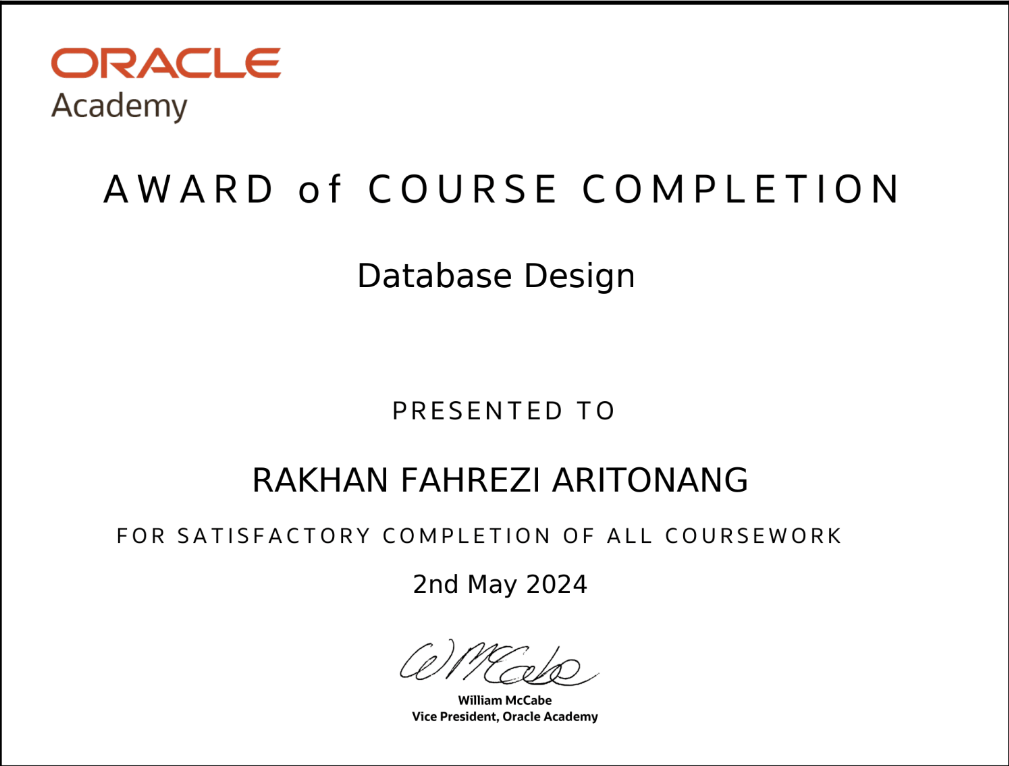 ORACLE
Academy
AWARD of COURSE COMPLETION
Database Design
PRESENTED TO
RAKHAN FAHREZI ARITONANG
FOR SATISFACTORY COMPLETION OF ALL COURSEWORK
2nd May 2024
WMcCabe
William McCabe
Vice President, Oracle Academy